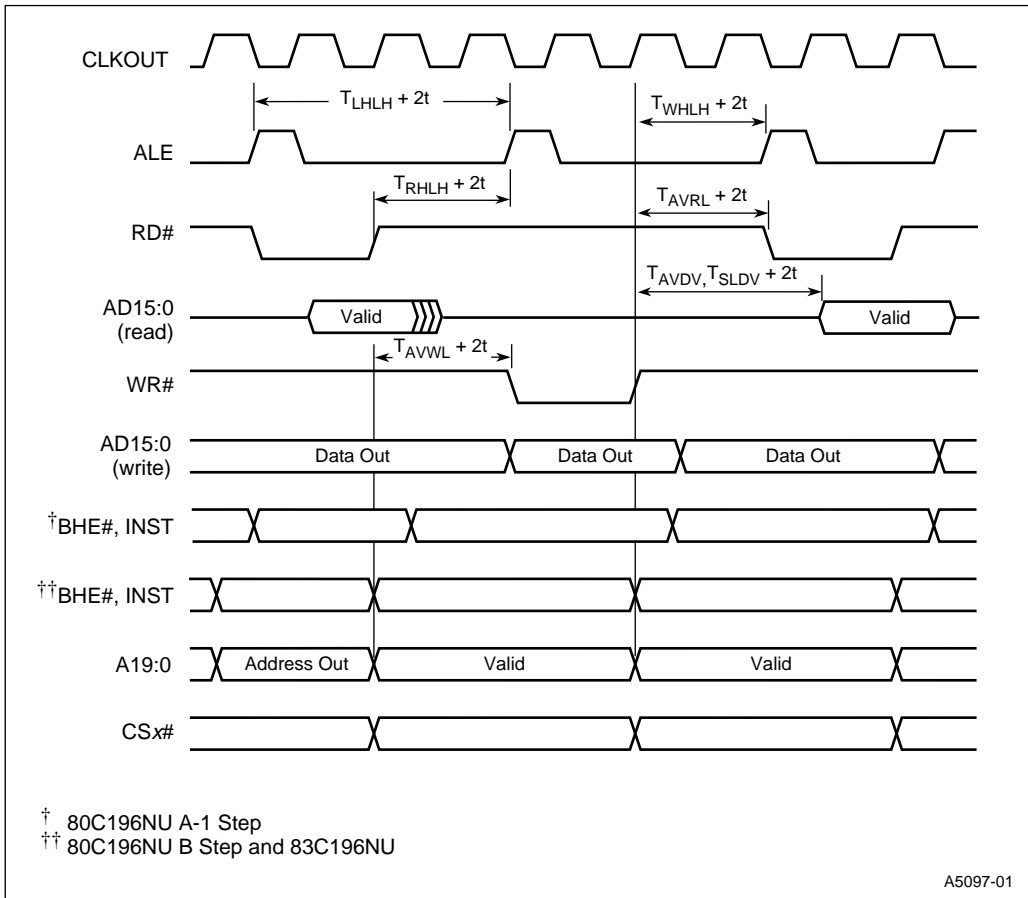 CLKOUT
T_LHLH + 2t
T_WHLH + 2t
ALE
T_RHLH + 2t
T_AVRL + 2t
RD#
T_AVDV,T_SLDV + 2t
AD15:0
(read)
Valid
Valid
T_AVWL + 2t
WR#
AD15:0
(write)
Data Out
Data Out
Data Out
†BHE#, INST
††BHE#, INST
A19:0
Address Out
Valid
Valid
CSx#
† 80C196NU A-1 Step
†† 80C196NU B Step and 83C196NU
A5097-01